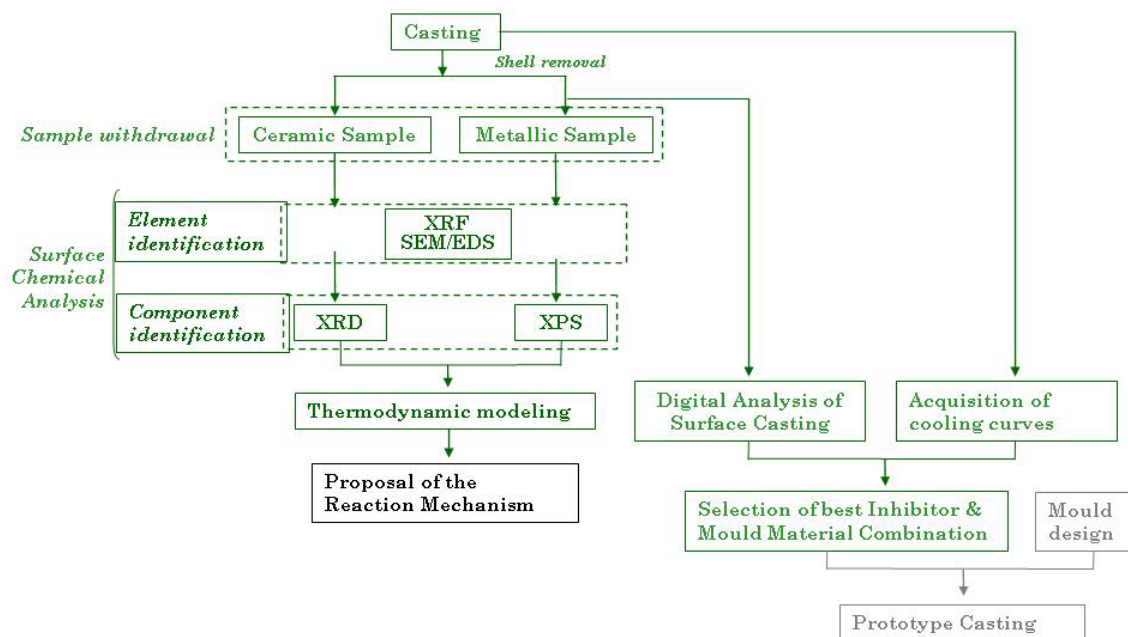 Casting
Shell removal
Sample withdrawal
Ceramic Sample
Metallic Sample
Surface
Chemical
Analysis
Element
identification
XRF
SEM/EDS
Component
identification
XRD
XPS
Thermodynamic modeling
Digital Analysis of
Surface Casting
Acquisition of
cooling curves
Proposal of the
Reaction Mechanism
Selection of best Inhibitor &
Mould Material Combination
Mould
design
Prototype Casting